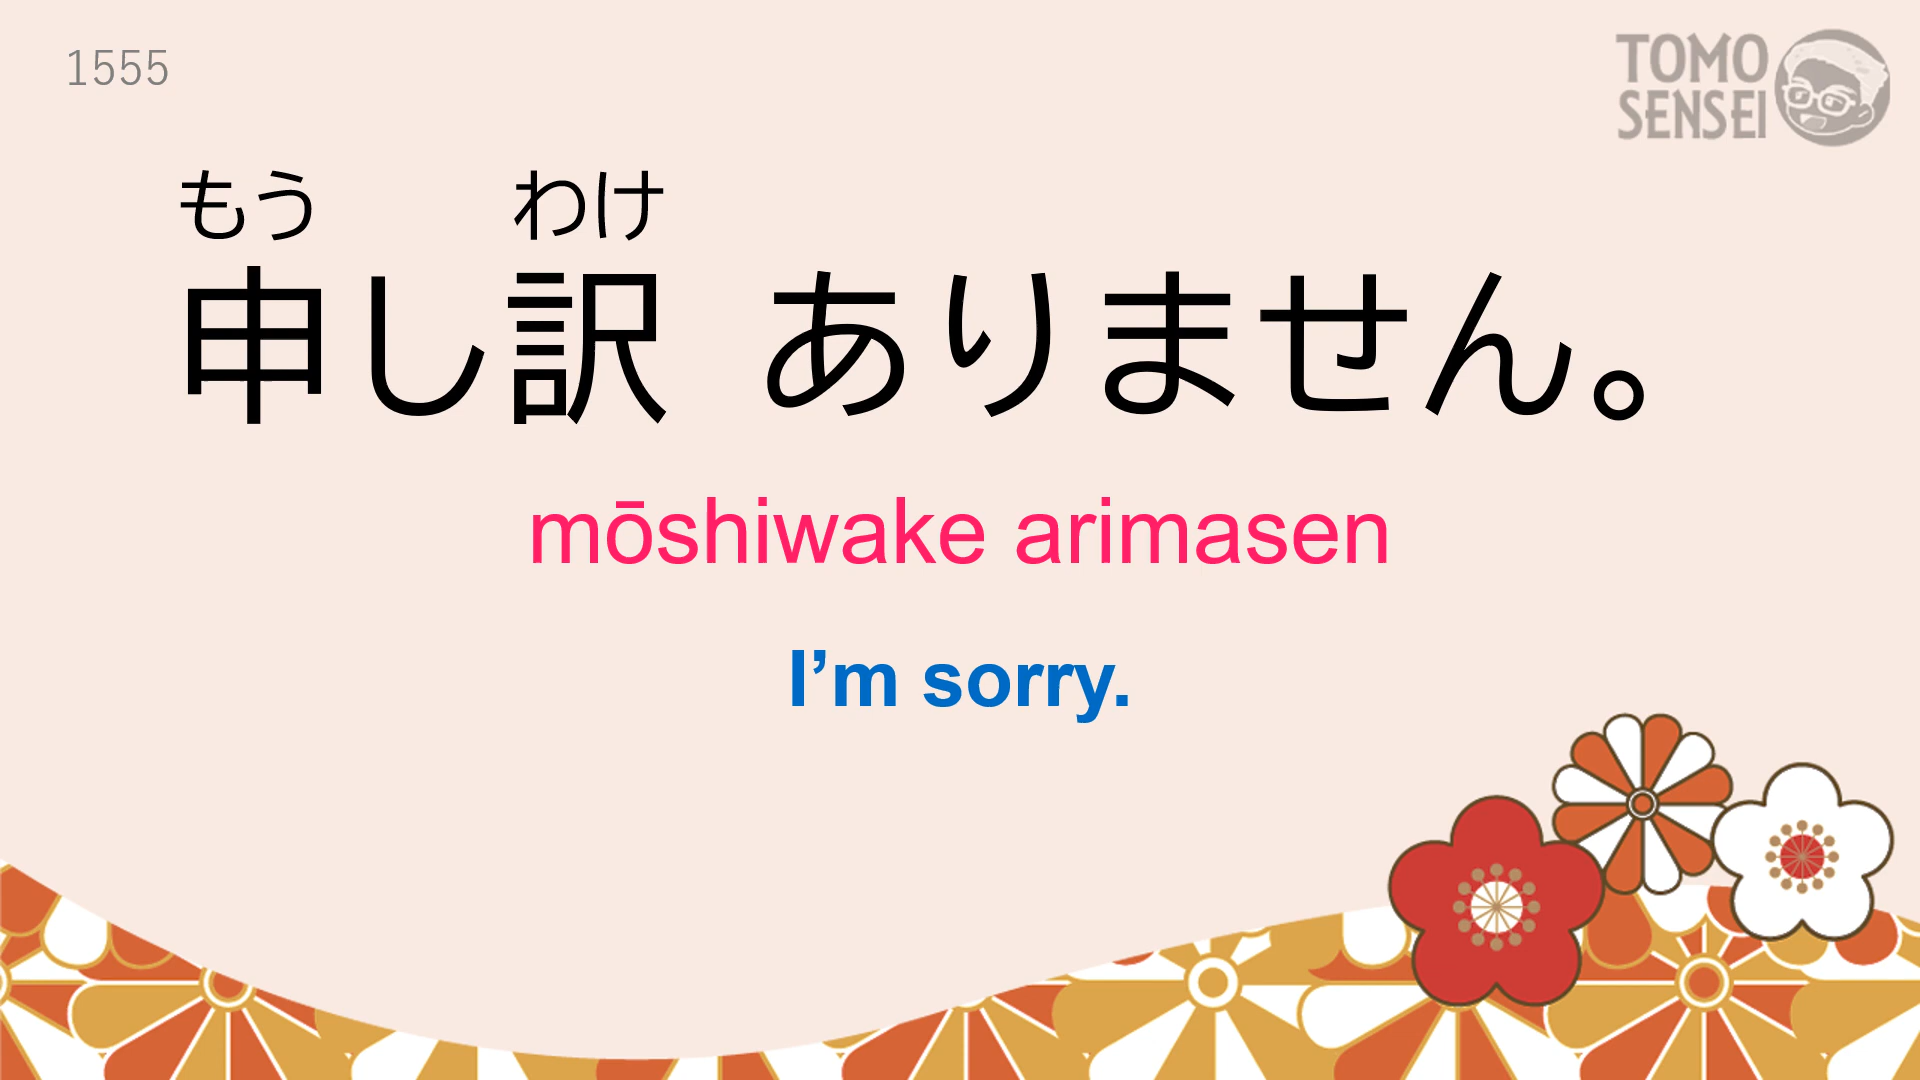 1555
TOMO
SENSEI
もう わけ
申し訳 ありません。
mōshiwake arimasen
I’m sorry.